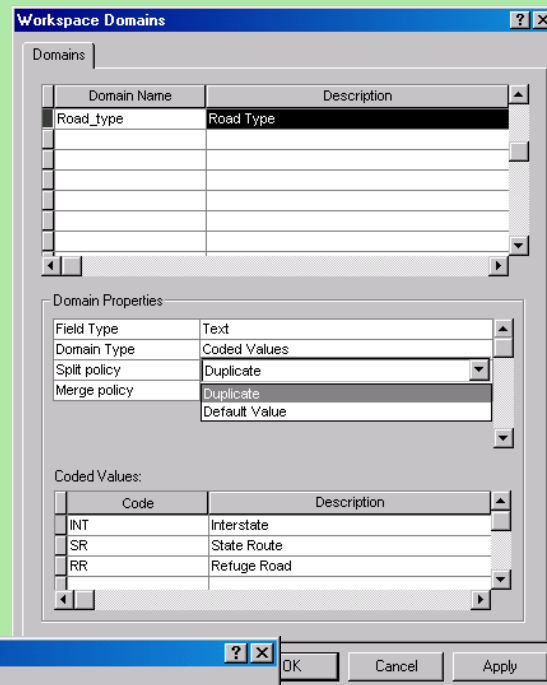 Workspace Domains
Domains
Domain Name Description
Road_type Road Type
Domain Properties
Field Type Text
Domain Type Coded Values
Split policy Duplicate
Merge policy Duplicate
Default Value
Coded Values:
Code Description
INT Interstate
SR State Route
RR Refuge Road
OK Cancel Apply